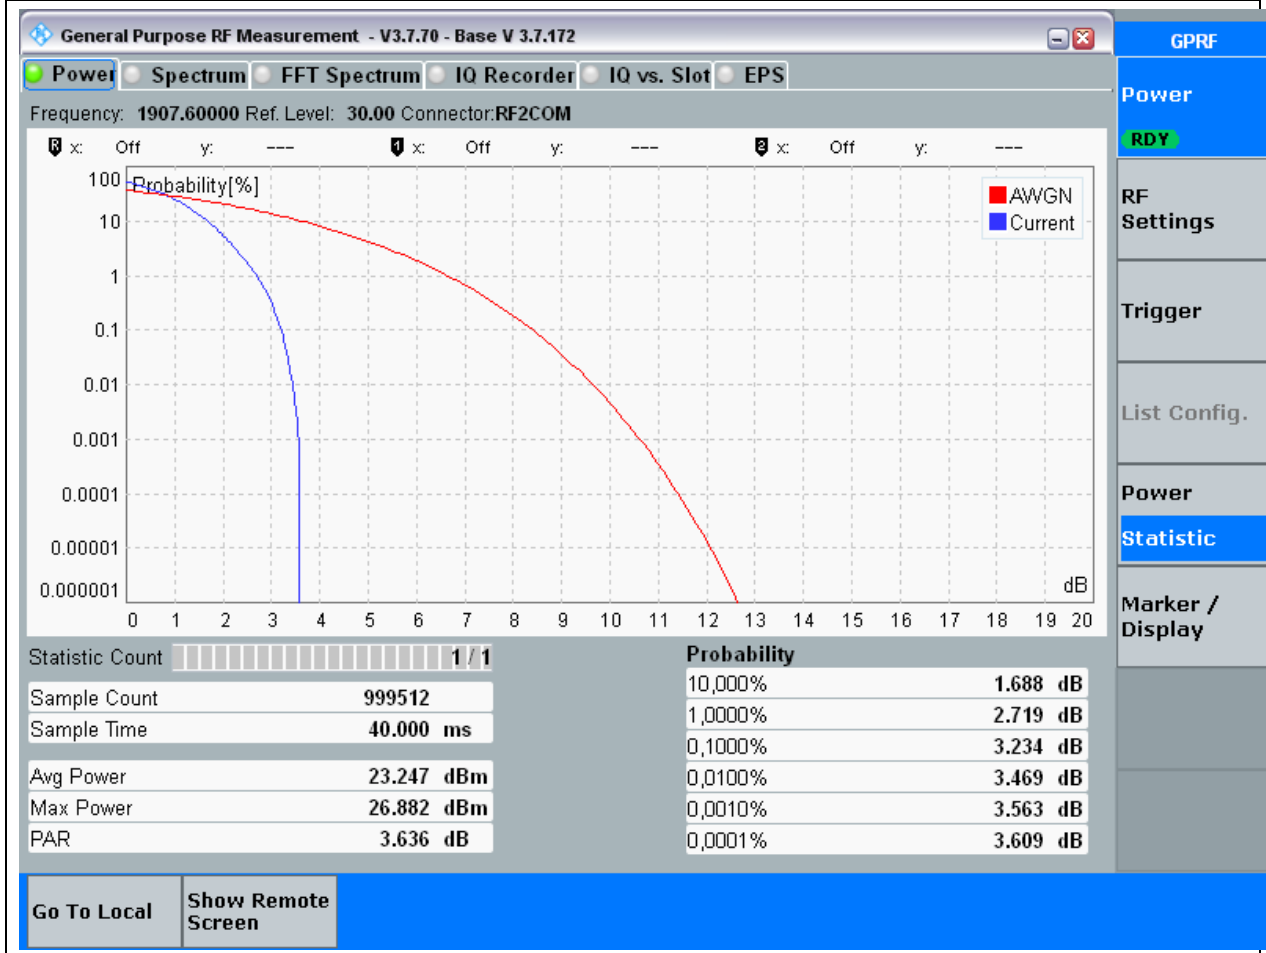 General Purpose RF Measurement - V3.7.70 - Base V 3.7.172
GPRF
Power Spectrum FFT Spectrum IQ Recorder IQ vs. Slot EPS
Frequency: 1907.60000 Ref. Level: 30.00 Connector:RF2COM
R x: Off y: --- 1 x: Off y: --- 2 x: Off y: ---
Probability[%]
AWGN
Current
100
10
1
0.1
0.01
0.001
0.0001
0.00001
0.000001
dB
0 1 2 3 4 5 6 7 8 9 10 11 12 13 14 15 16 17 18 19 20
Statistic Count 1 / 1
Sample Count 999512
Sample Time 40.000 ms
Avg Power 23.247 dBm
Max Power 26.882 dBm
PAR 3.636 dB
Probability
10,000% 1.688 dB
1,0000% 2.719 dB
0,1000% 3.234 dB
0,0100% 3.469 dB
0,0010% 3.563 dB
0,0001% 3.609 dB
Power
RDY
RF
Settings
Trigger
List Config.
Power
Statistic
Marker /
Display
Go To Local
Show Remote
Screen